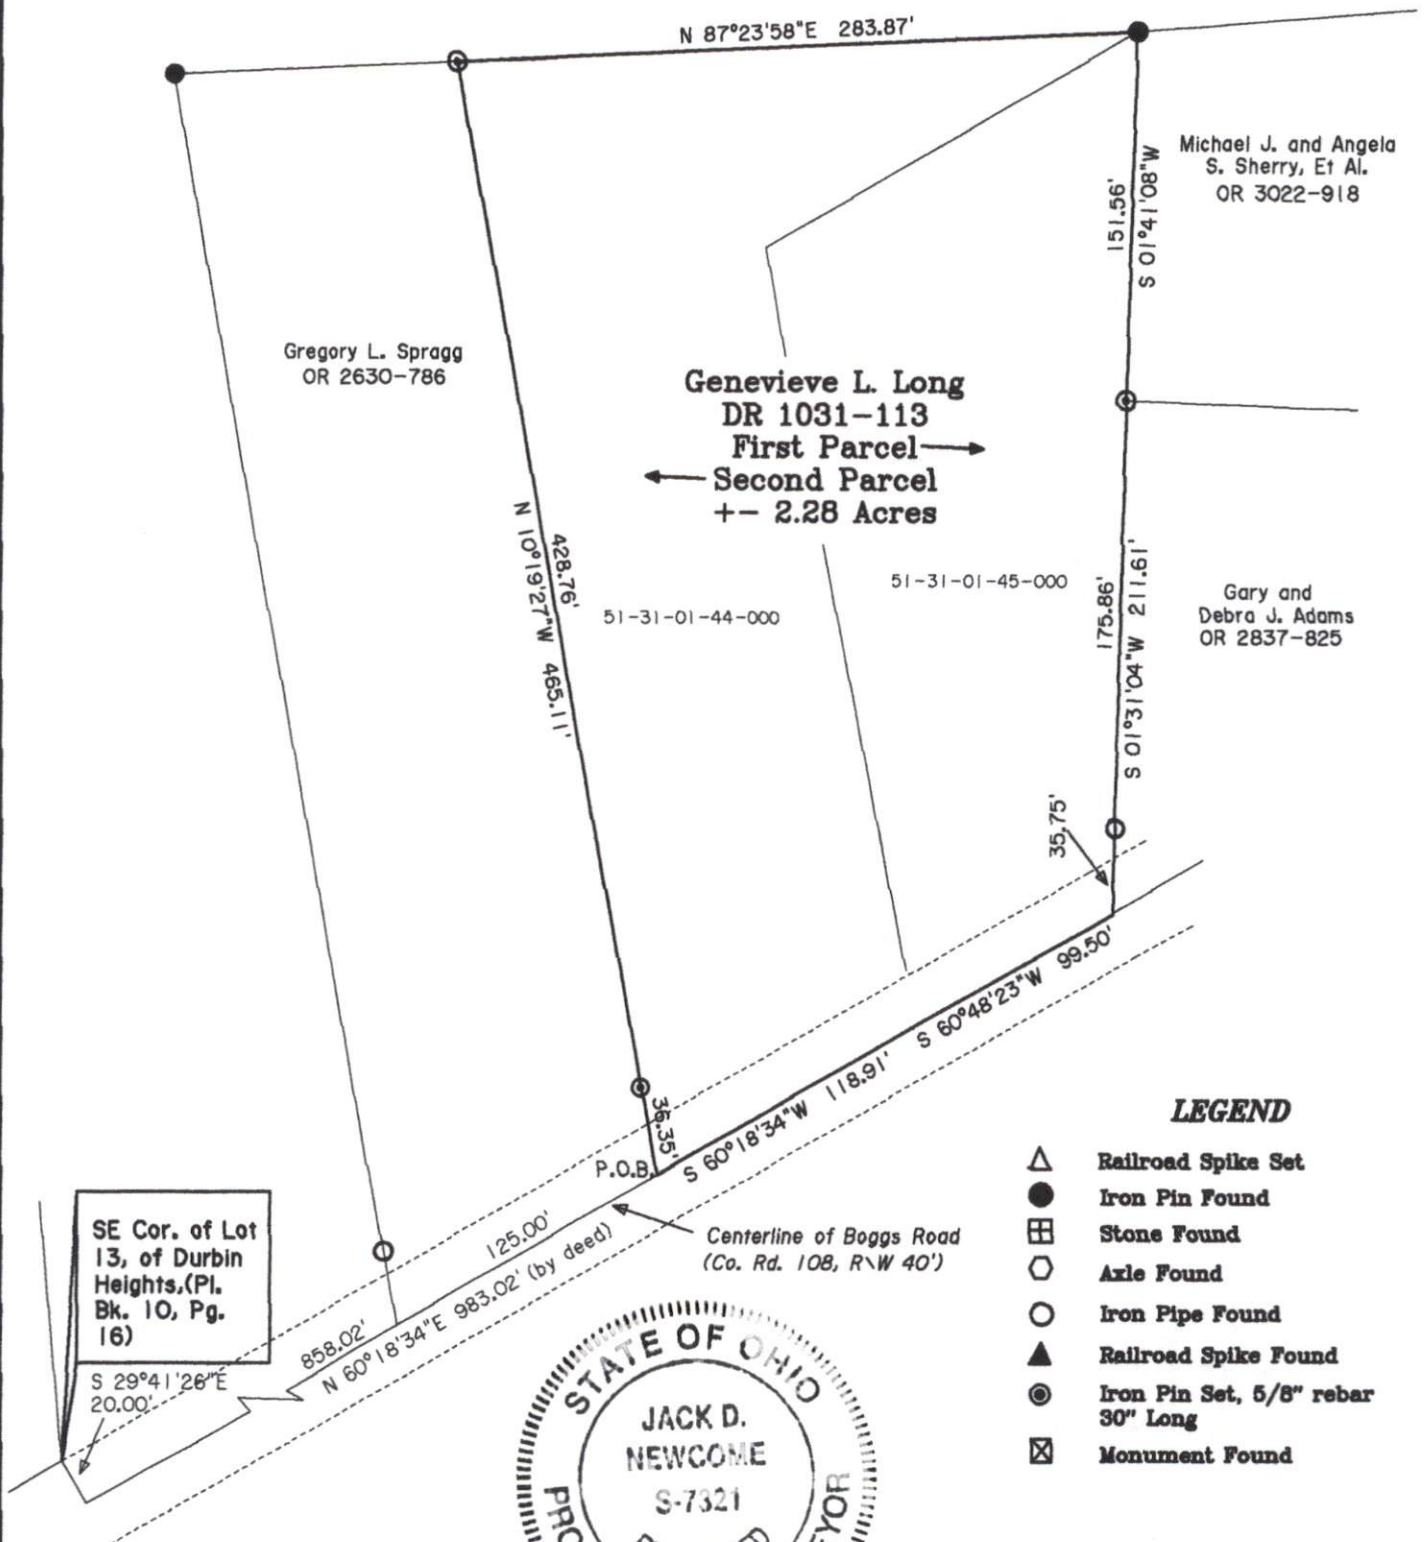 N 87°23'58"E 283.87'
Michael J. and Angela
S. Sherry, Et Al.
OR 3022-918
151.56'
S 01°41'08"W
Gregory L. Spragg
OR 2630-786
Genevieve L. Long
DR 1031-113
First Parcel
Second Parcel
+- 2.28 Acres
428.76'
N 10°19'27"W 465.11'
51-31-01-44-000
51-31-01-45-000
175.86'
S 01°31'04"W 211.61'
Gary and
Debra J. Adams
OR 2837-825
35.75'
S 60°48'23"W 99.50'
S 60°18'34"W 118.91'
36.35'
P.O.B.
Centerline of Boggs Road
(Co. Rd. 108, R\W 40')
125.00'
858.02'
N 60°18'34"E 983.02' (by deed)
SE Cor. of Lot
13, of Durbin
Heights,(Pl.
Bk. 10, Pg.
16)
S 29°41'26"E
20.00'
LEGEND
Railroad Spike Set
Iron Pin Found
Stone Found
Axle Found
Iron Pipe Found
Railroad Spike Found
Iron Pin Set, 5/8" rebar
30" Long
Monument Found
STATE OF OHIO
JACK D.
NEWCOME
S-7321